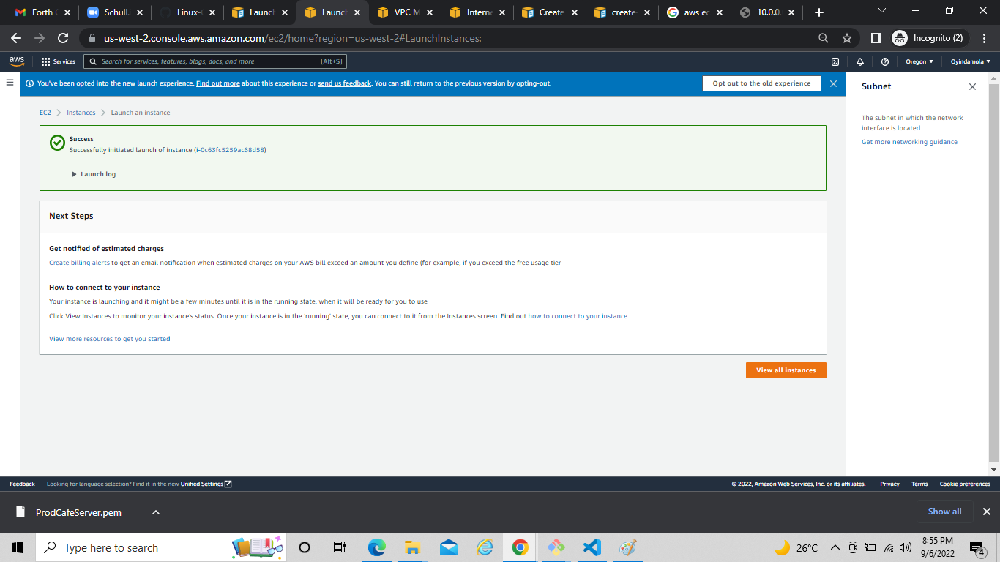 Forth
Schull
Linux-
Launcl
Launcl
VPC M
Intern
Create
create-
aws ec
10.0.0.
us-west-2.console.aws.amazon.com/ec2/home?region=us-west-2#LaunchInstances:
Incognito (2)
aws
Services
Search for services, features, blogs, docs, and more
[Alt+S]
Oregon
Oyindamola
You've been opted into the new launch experience. Find out more about this experience or send us feedback. You can still return to the previous version by opting-out.
Opt out to the old experience
Subnet
The subnet in which the network
interface is located
Get more networking guidance
EC2
Instances
Launch an instance
Success
Successfully initiated launch of instance
Launch log
Next Steps
Get notified of estimated charges
Create billing alerts to get an email notification when estimated charges on your AWS bill exceed an amount you define (for example, if you exceed the free usage tier
How to connect to your instance
Your instance is launching and it might be a few minutes until it is in the running state, when it will be ready for you to use
Click View Instances to monitor your instances status. Once your instance is in the 'running' state, you can connect to it from the Instances screen. Find out how to connect to your instance
View more resources to get you started
View all instances
Feedback
Looking for language selection? Find it in the new Unified Settings
© 2022, Amazon Web Services, Inc. or its affiliates.
Privacy
Terms
Cookie preferences
ProdCafeServer.pem
Show all
Type here to search
26°C
8:55 PM
9/6/2022
4